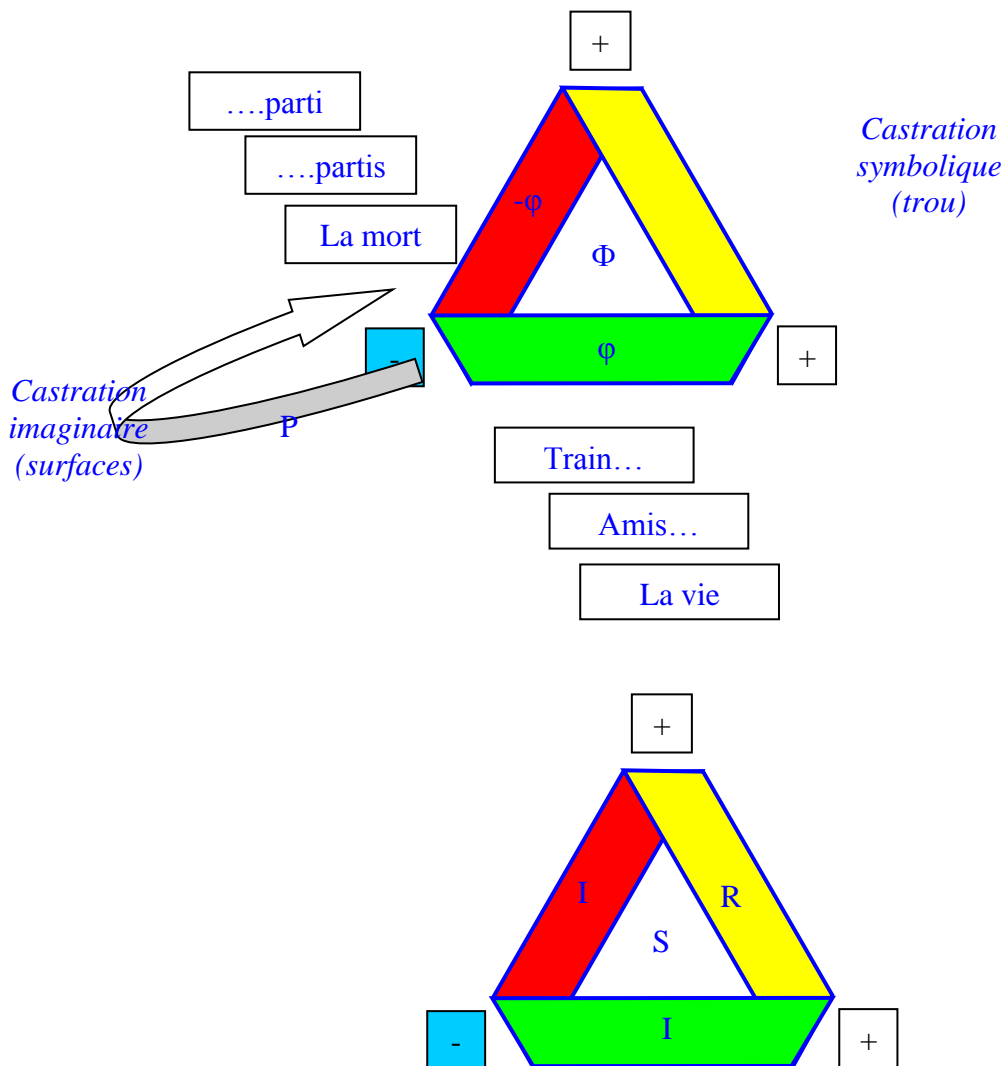 +
….parti
Castration
symbolique
(trou)
….partis
-φ
La mort
Φ
-
φ
+
Castration
imaginaire
(surfaces)
P
Train…
Amis…
La vie
+
I
R
S
-
I
+